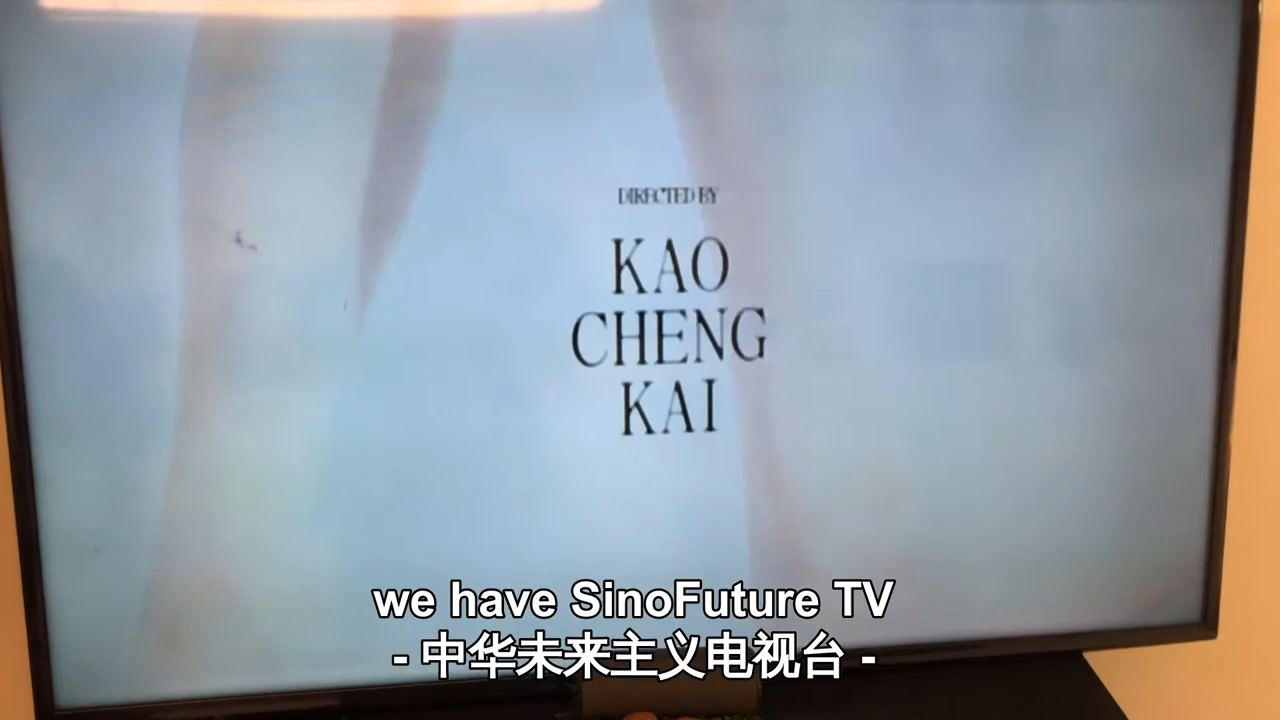 DIRECTED BY
KAO
CHENG
KAI
we have SinoFuture TV
- 中华未来主义电视台 -